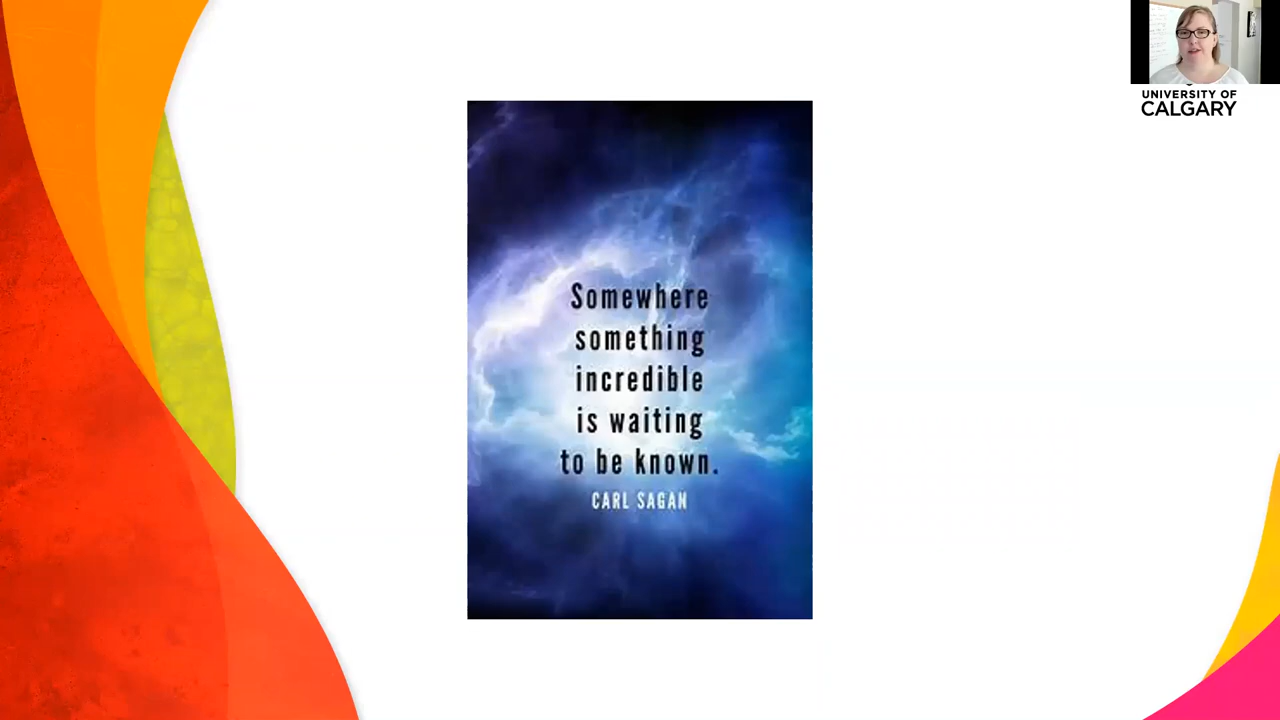 UNIVERSITY OF
CALGARY
Somewhere
something
incredible
is waiting
to be known.
CARL SAGAN